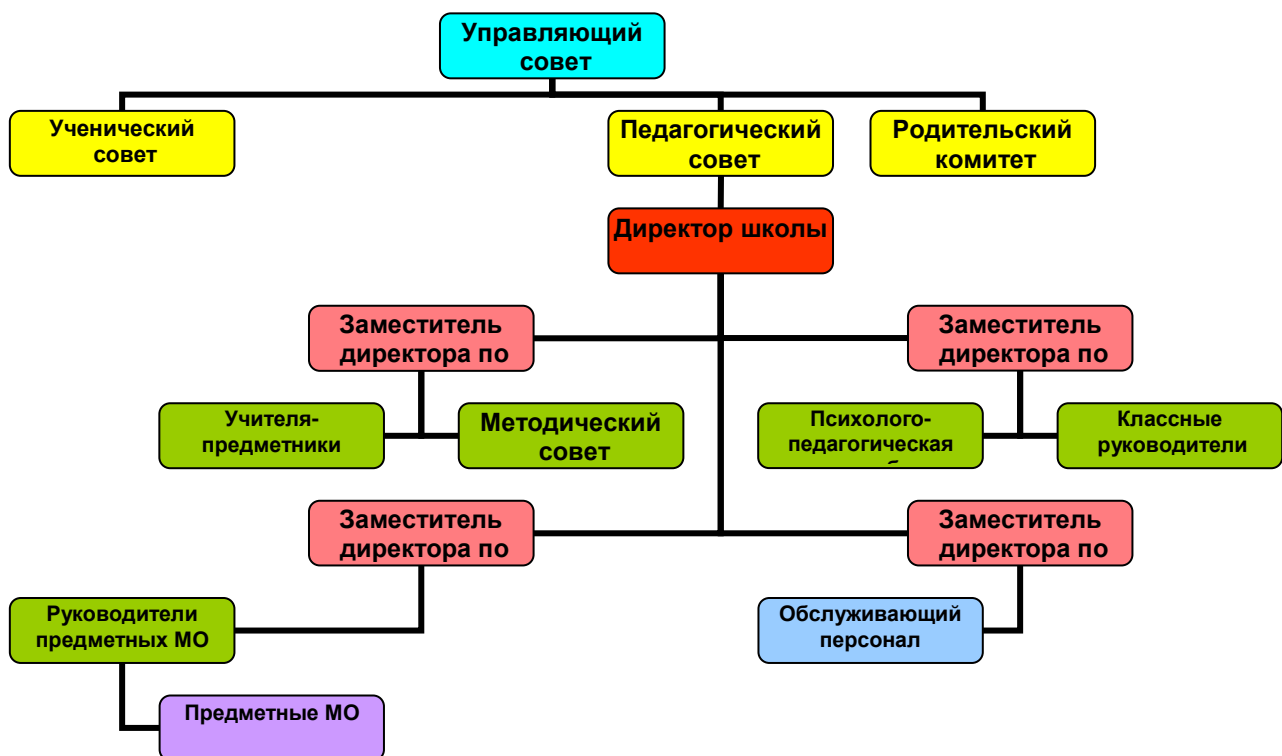 Управляющий
совет
Ученический
совет
Педагогический
совет
Родительский
комитет
Директор школы
Заместитель
директора по
Заместитель
директора по
Учителя-
предметники
Методический
совет
Психолого-
педагогическая
Классные
руководители
Заместитель
директора по
Заместитель
директора по
Руководители
предметных МО
Обслуживающий
персонал
Предметные МО